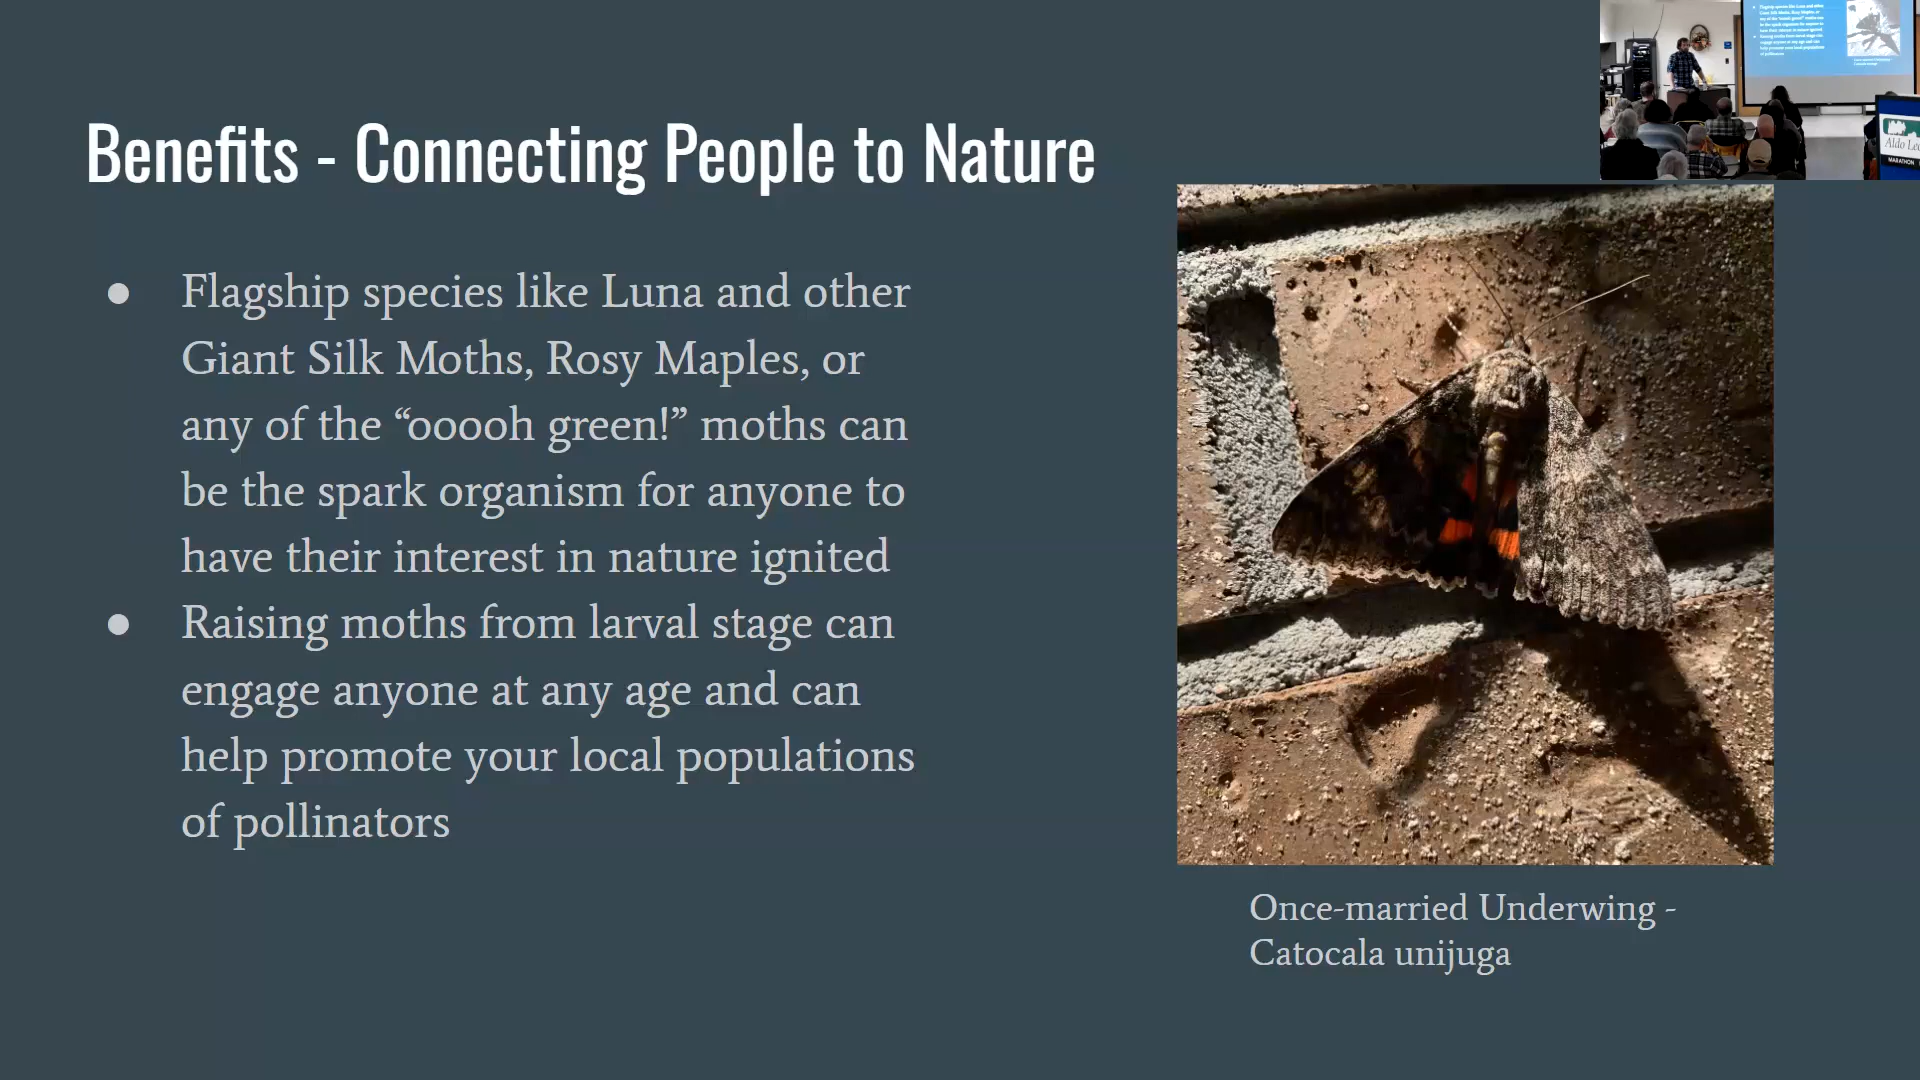 Benefits - Connecting People to Nature
● Flagship species like Luna and other
Giant Silk Moths, Rosy Maples, or
any of the “ooooh green!” moths can
be the spark organism for anyone to
have their interest in nature ignited
● Raising moths from larval stage can
engage anyone at any age and can
help promote your local populations
of pollinators
Once-married Underwing -
Catocala unijuga
Aldo Leo
MARATHON